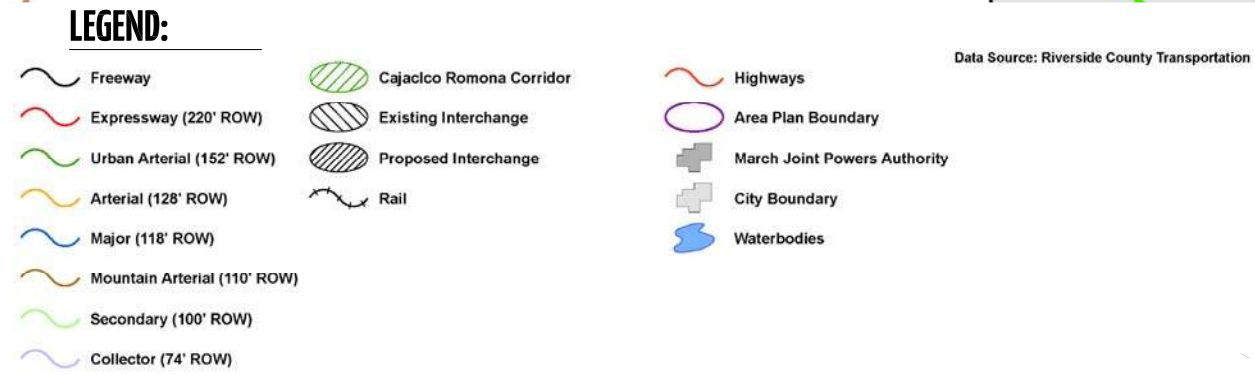 LEGEND:
Data Source: Riverside County Transportation
Freeway
Expressway (220' ROW)
Urban Arterial (152' ROW)
Arterial (128' ROW)
Major (118' ROW)
Mountain Arterial (110' ROW)
Secondary (100' ROW)
Collector (74' ROW)
Cajaclco Romona Corridor
Existing Interchange
Proposed Interchange
Rail
Highways
Area Plan Boundary
March Joint Powers Authority
City Boundary
Waterbodies